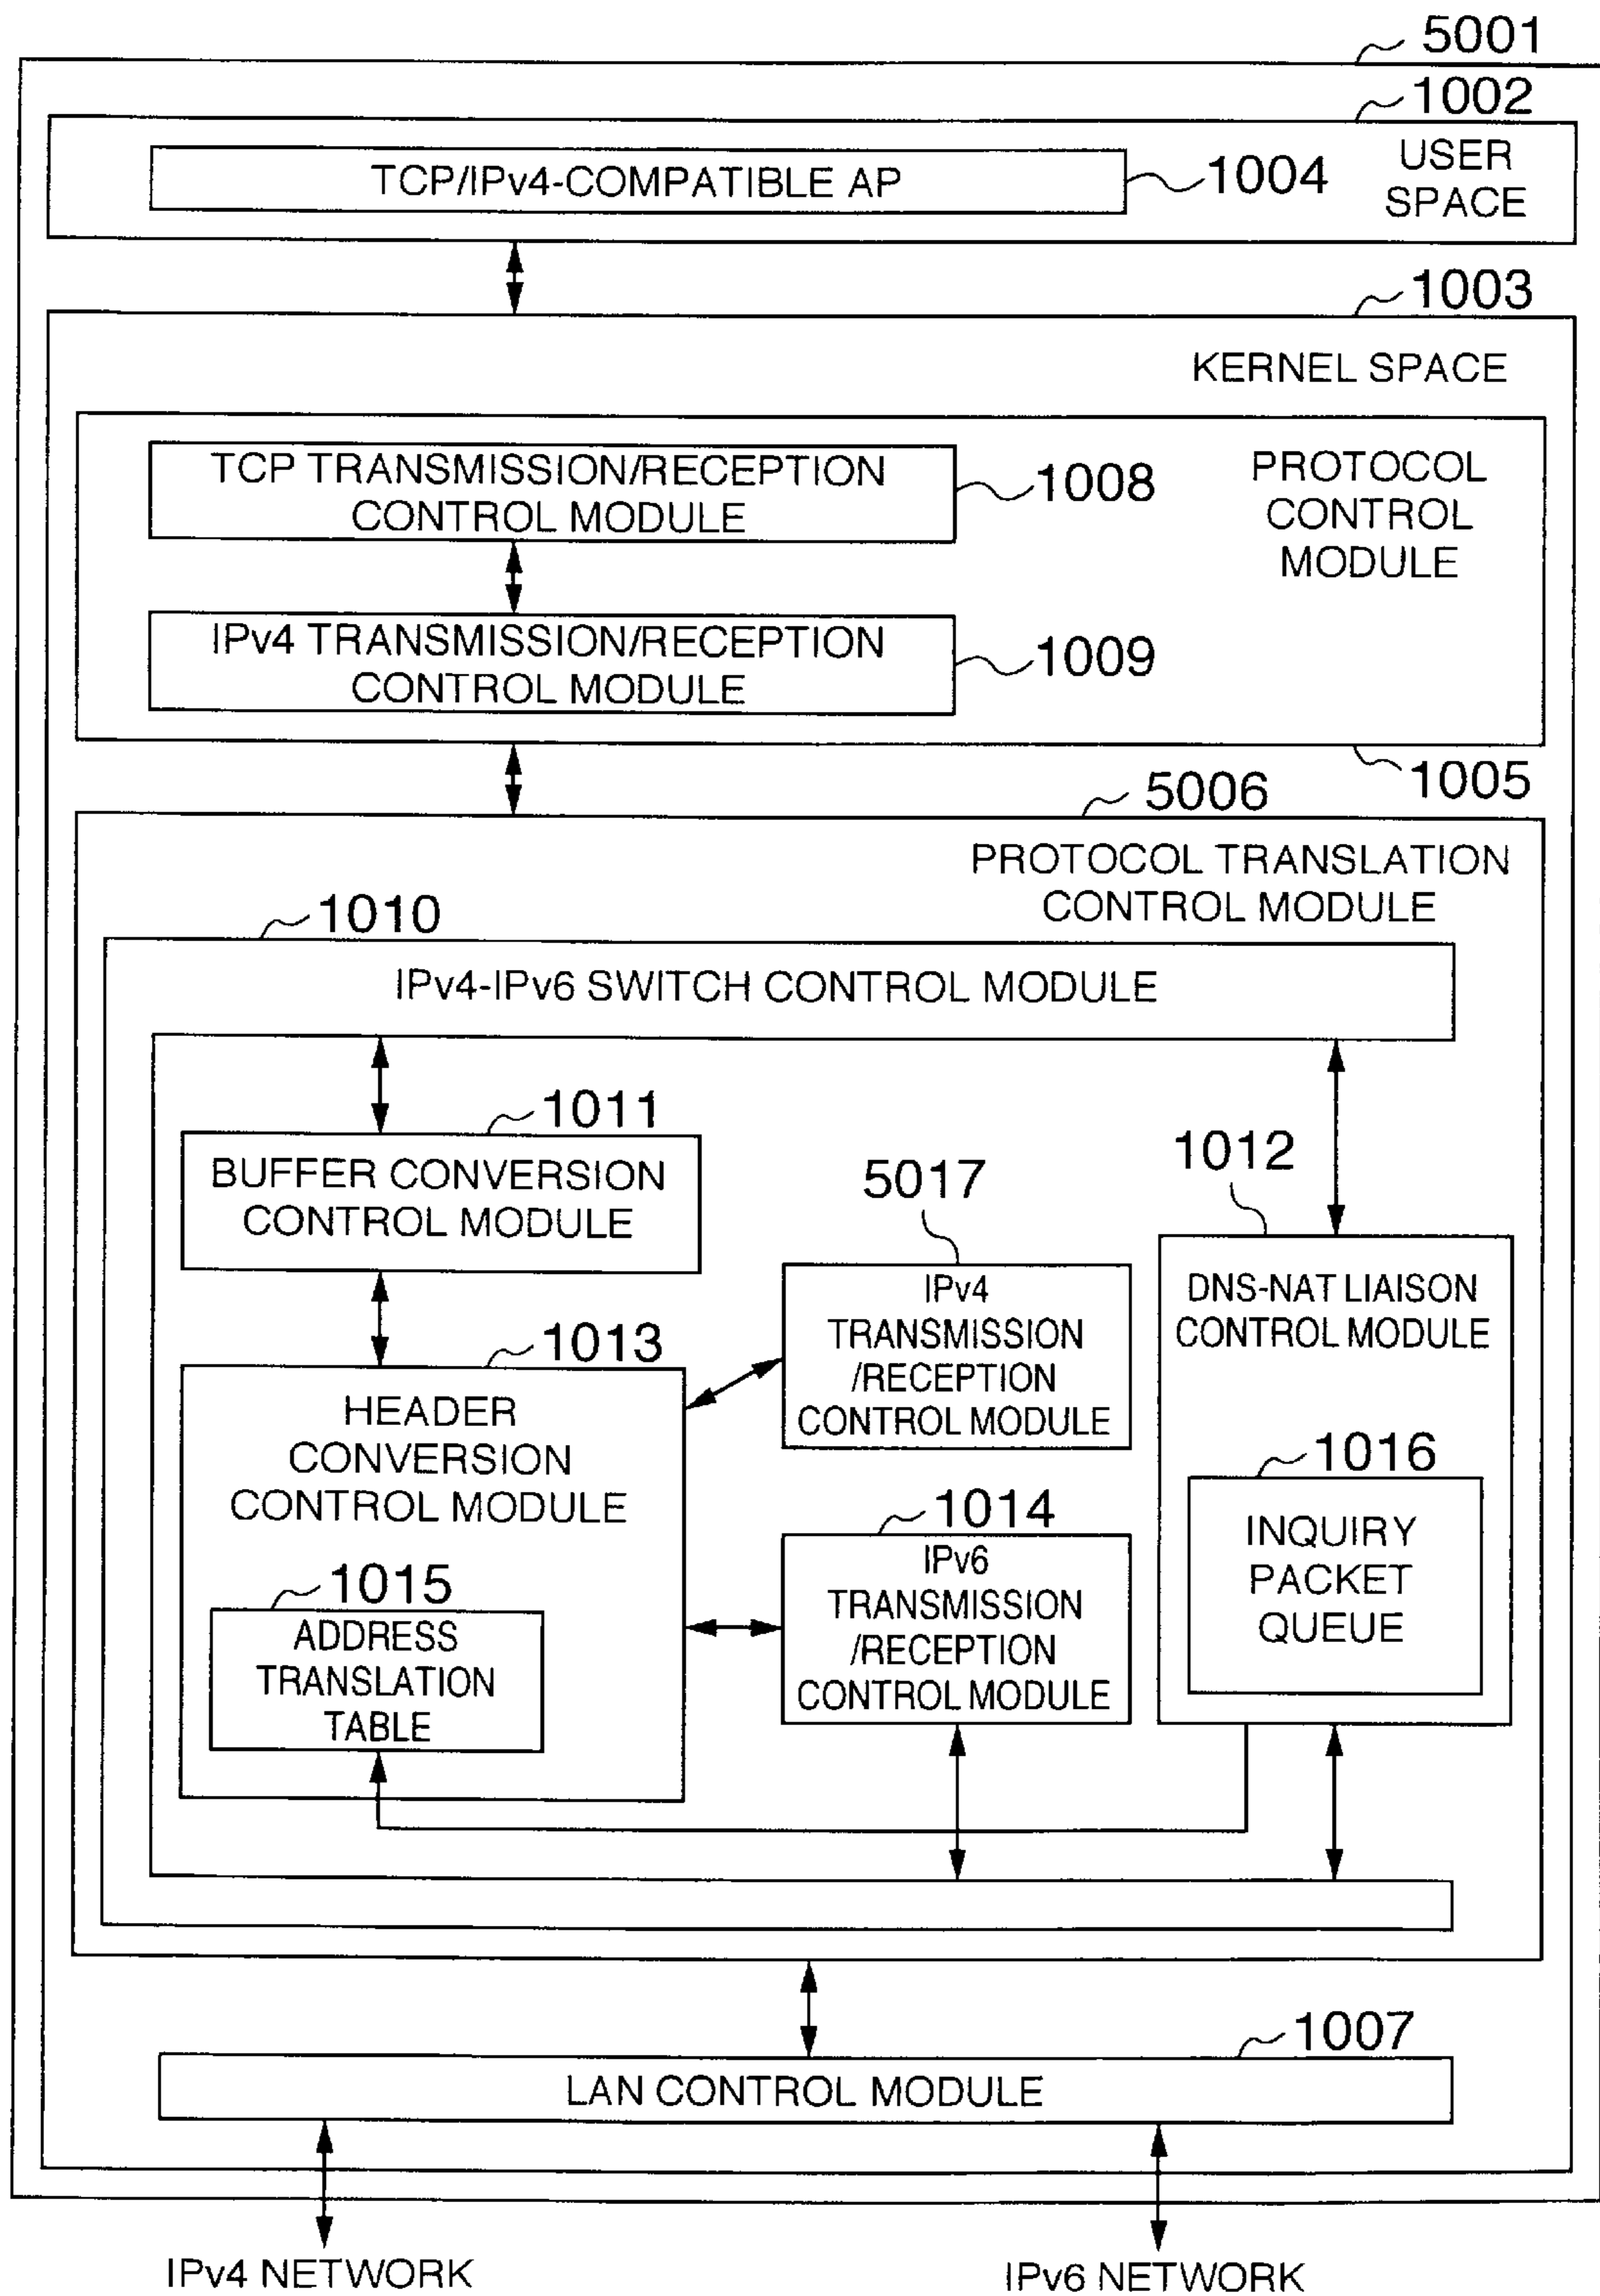 5001
1002
USER
SPACE
TCP/IPv4-COMPATIBLE AP
1004
1003
KERNEL SPACE
TCP TRANSMISSION/RECEPTION
CONTROL MODULE
1008
PROTOCOL
CONTROL
MODULE
IPv4 TRANSMISSION/RECEPTION
CONTROL MODULE
1009
1005
5006
PROTOCOL TRANSLATION
CONTROL MODULE
1010
IPv4-IPv6 SWITCH CONTROL MODULE
1011
BUFFER CONVERSION
CONTROL MODULE
5017
IPv4
TRANSMISSION
/RECEPTION
CONTROL MODULE
1012
DNS-NAT LIAISON
CONTROL MODULE
1013
HEADER
CONVERSION
CONTROL MODULE
1014
IPv6
TRANSMISSION
/RECEPTION
CONTROL MODULE
1016
INQUIRY
PACKET
QUEUE
1015
ADDRESS
TRANSLATION
TABLE
1007
LAN CONTROL MODULE
IPv4 NETWORK
IPv6 NETWORK